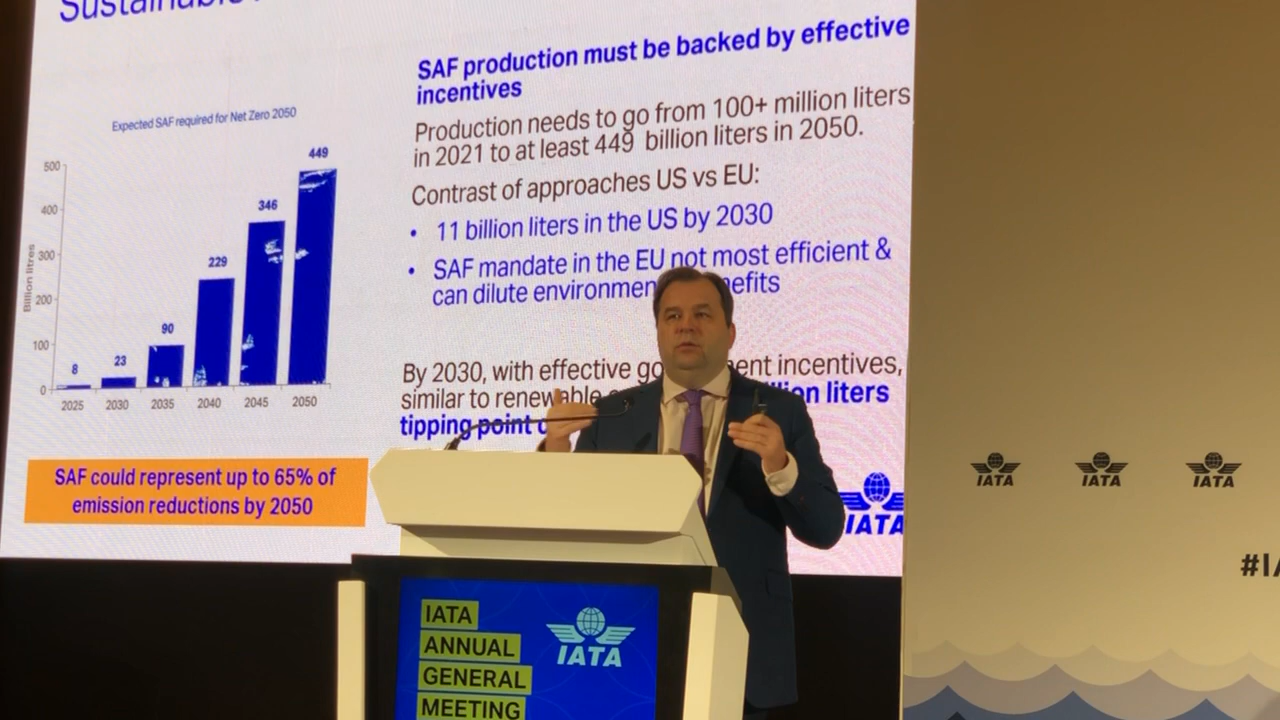 Sustainable
Expected SAF required for Net Zero 2050
500
400
300
200
100
0
Billion litres
8
23
90
229
346
449
2025
2030
2035
2040
2045
2050
SAF could represent up to 65% of
emission reductions by 2050
SAF production must be backed by effective
incentives
Production needs to go from 100+ million liters
in 2021 to at least 449 billion liters in 2050.
Contrast of approaches US vs EU:
• 11 billion liters in the US by 2030
• SAF mandate in the EU not most efficient &
can dilute
By 2030, with effective incentives,
similar to renewable liters
tipping point
IATA
IATA
IATA
IATA
IATA
ANNUAL
GENERAL
MEETING
IATA
#IA